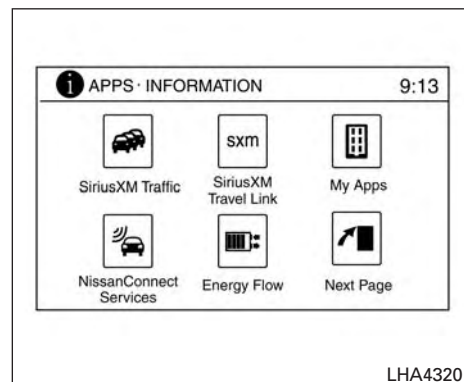 i APPS · INFORMATION 9:13
sxm
SiriusXM Traffic
SiriusXM
Travel Link
My Apps
NissanConnect
Services
Energy Flow
Next Page
LHA4320